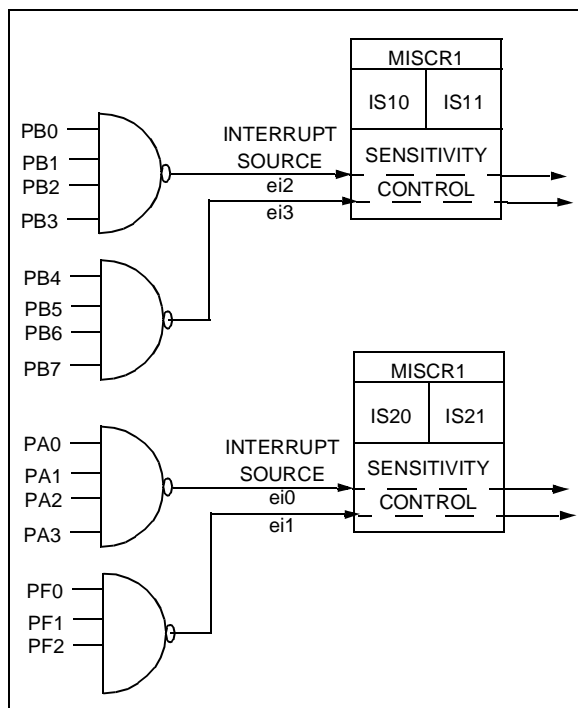 MISCR1
IS10 IS11
PB0
PB1
PB2
PB3
INTERRUPT
SOURCE
ei2
ei3
SENSITIVITY
CONTROL
PB4
PB5
PB6
PB7
MISCR1
IS20 IS21
PA0
PA1
PA2
PA3
INTERRUPT
SOURCE
ei0
ei1
SENSITIVITY
CONTROL
PF0
PF1
PF2